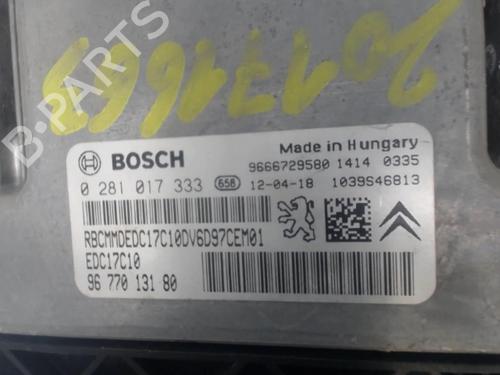 2017169
B-PARTS
BOSCH
Made in Hungary
9666729580 1414 0335
0 281 017 333 658 12-04-18 1039S46813
RBCMMDEDC17C10DV6D97CEM01
EDC17C10
96 770 131 80